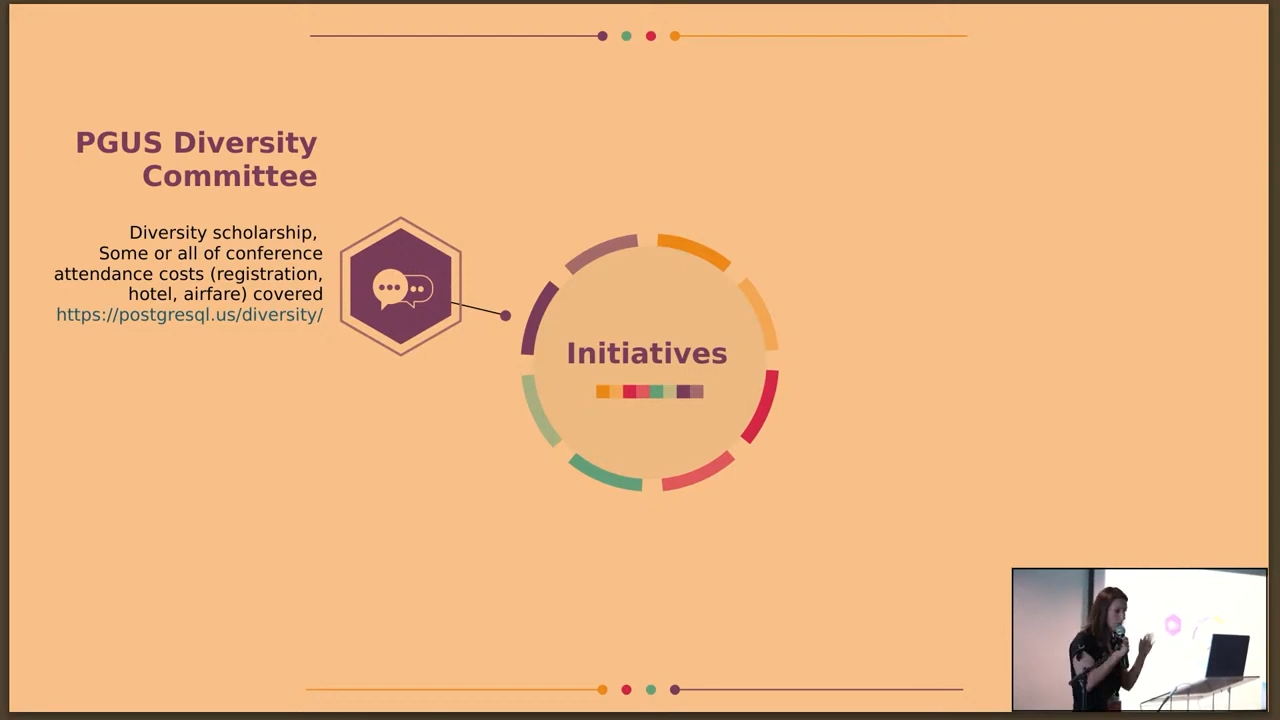 PGUS Diversity
Committee
Diversity scholarship,
Some or all of conference
attendance costs (registration,
hotel, airfare) covered
https://postgresql.us/diversity/
Initiatives